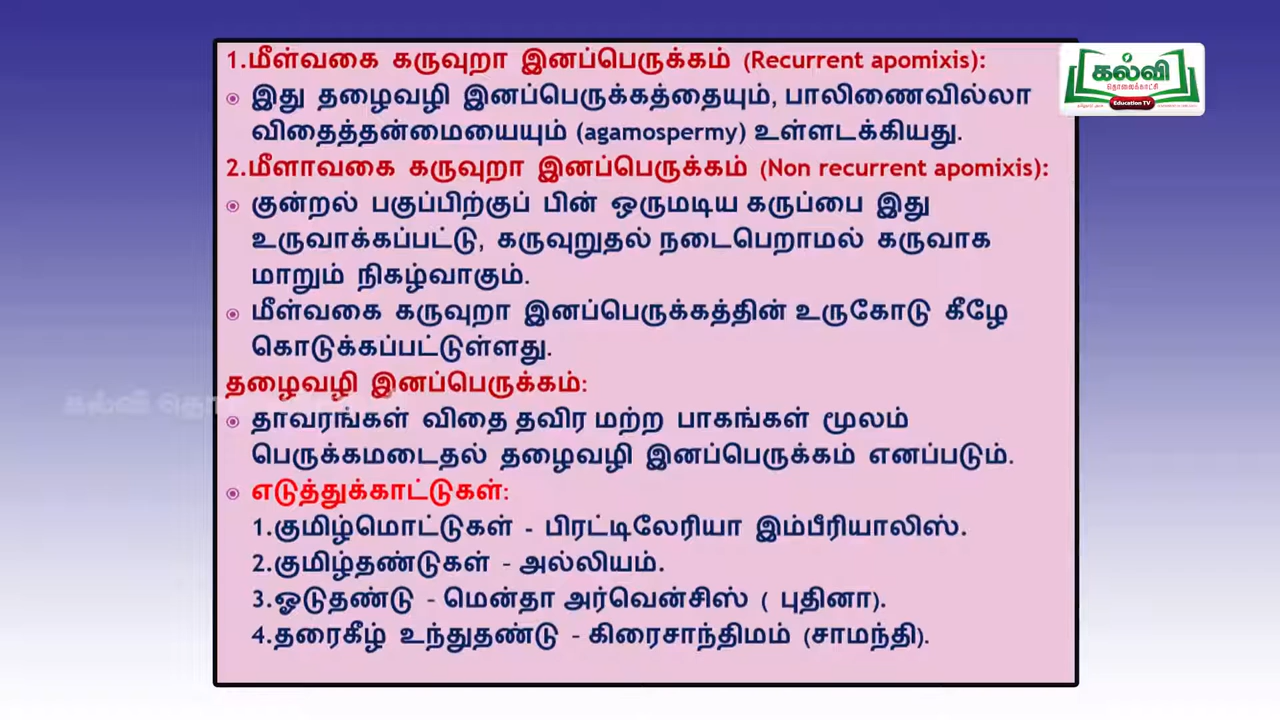 1.மீள்வகை கருவுறா இனப்பெருக்கம் (Recurrent apomixis):
இது தழைவழி இனப்பெருக்கத்தையும், பாலிணைவில்லா
விதைத்தன்மையையும் (agamospermy) உள்ளடக்கியது.
2.மீளாவகை கருவுறா இனப்பெருக்கம் (Non recurrent apomixis):
குன்றல் பகுப்பிற்குப் பின் ஒருமடிய கருப்பை இது
உருவாக்கப்பட்டு, கருவுறுதல் நடைபெறாமல் கருவாக
மாறும் நிகழ்வாகும்.
மீள்வகை கருவுறா இனப்பெருக்கத்தின் உருகோடு கீழே
கொடுக்கப்பட்டுள்ளது.
தழைவழி இனப்பெருக்கம்:
தாவரங்கள் விதை தவிர மற்ற பாகங்கள் மூலம்
பெருக்கமடைதல் தழைவழி இனப்பெருக்கம் எனப்படும்.
எடுத்துக்காட்டுகள்:
1.குமிழ்மொட்டுகள் - பிரட்டிலேரியா இம்பீரியாலிஸ்.
2.குமிழ்தண்டுகள் - அல்லியம்.
3.ஓடுதண்டு - மென்தா அர்வென்சிஸ் ( புதினா).
4.தரைகீழ் உந்துதண்டு - கிரைசாந்திமம் (சாமந்தி).
கல்வி
தொலைக்காட்சி
Education TV
கல்வி